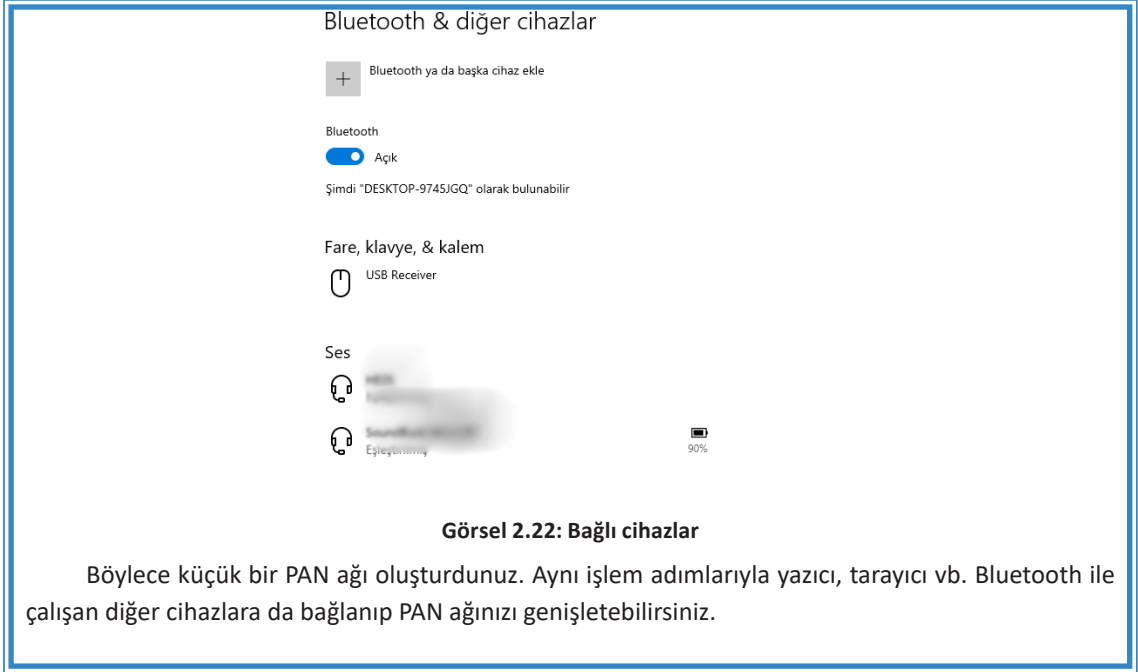 Bluetooth & diğer cihazlar
Bluetooth ya da başka cihaz ekle
Bluetooth
Açık
Şimdi "DESKTOP-9745JGQ" olarak bulunabilir
Fare, klavye, & kalem
USB Receiver
Ses
Eşleştirilmiş
90%
Görsel 2.22: Bağlı cihazlar
Böylece küçük bir PAN ağı oluşturdunuz. Aynı işlem adımlarıyla yazıcı, tarayıcı vb. Bluetooth ile
çalışan diğer cihazlara da bağlanıp PAN ağınızı genişletebilirsiniz.